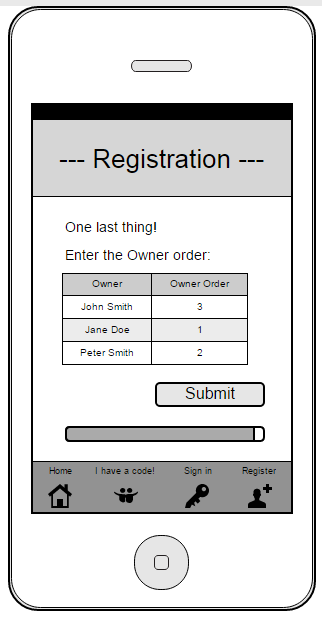 --- Registration ---
One last thing!
Enter the Owner order:
Owner Owner Order
John Smith 3
Jane Doe 1
Peter Smith 2
Submit
Home I have a code! Sign in Register